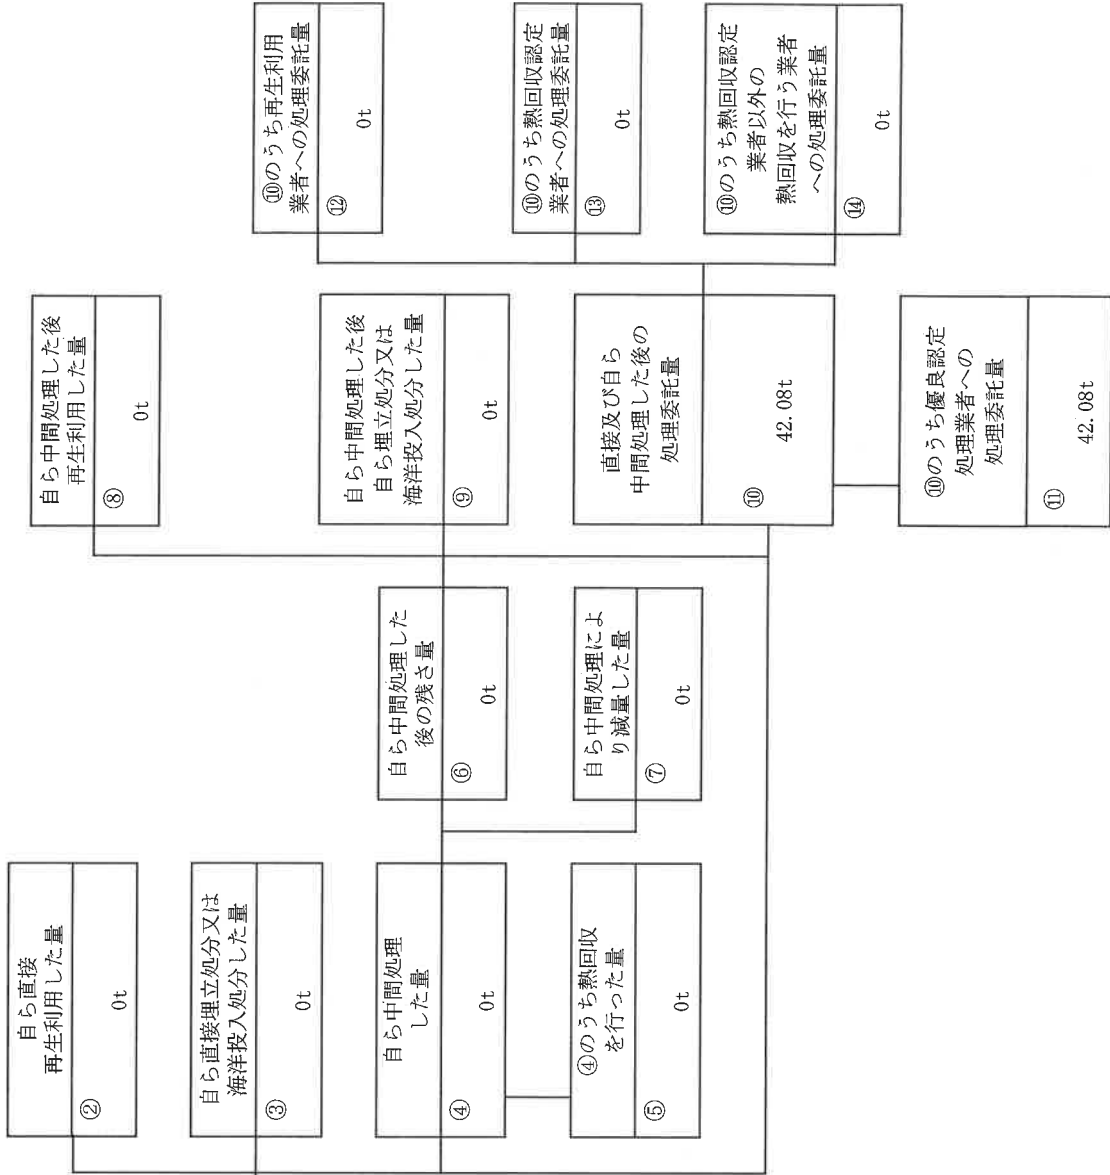 自ら直接
再生利用した量
②
0t
自ら直接埋立処分又は
海洋投入処分した量
③
0t
自ら中間処理
した量
④
0t
④のうち熱回収
を行った量
⑤
0t
自ら中間処理した
後の残さ量
⑥
0t
自ら中間処理によ
り減量した量
⑦
0t
自ら中間処理した後
再生利用した量
⑧
0t
自ら中間処理した後
自ら埋立処分又は
海洋投入処分した量
⑨
0t
直接及び自ら
中間処理した後の
処理委託量
⑩
42.08t
⑩のうち優良認定
処理業者への
処理委託量
⑪
42.08t
⑩のうち再生利用
業者への処理委託量
⑫
0t
⑩のうち熱回収認定
業者への処理委託量
⑬
0t
⑩のうち熱回収認定
業者以外の
熱回収を行う業者
への処理委託量
⑭
0t